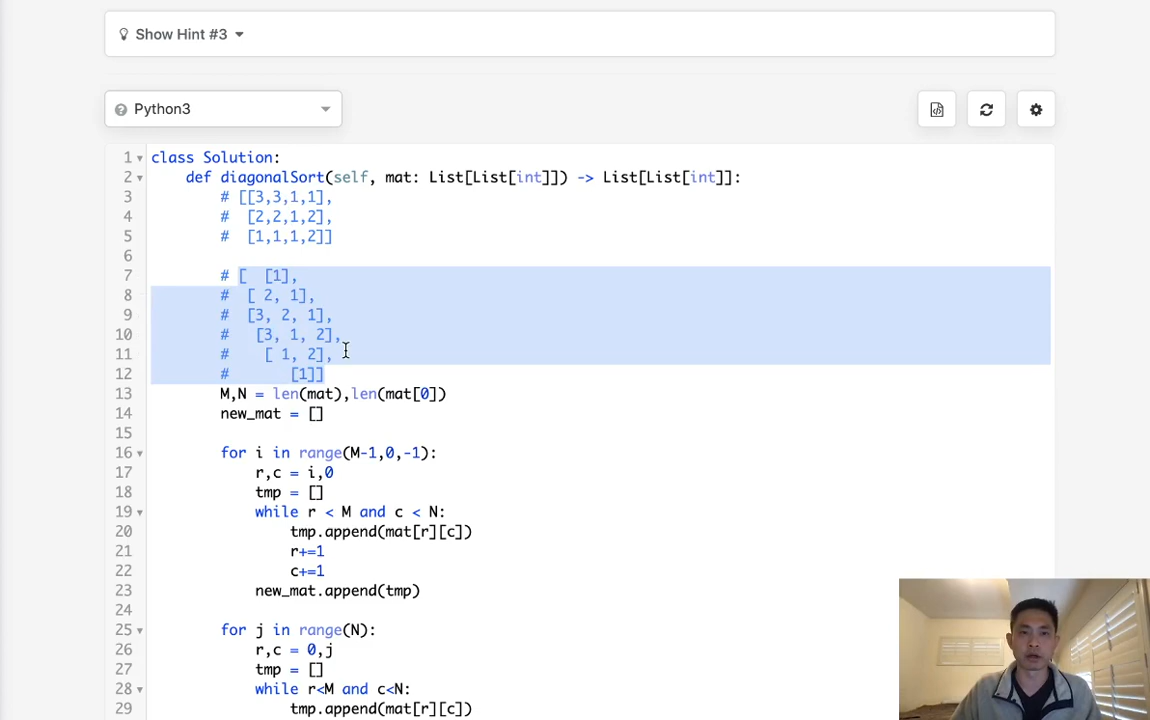 Show Hint #3
Python3
1 class Solution:
2 def diagonalSort(self, mat: List[List[int]]) -> List[List[int]]:
3 # [[3,3,1,1],
4 # [2,2,1,2],
5 # [1,1,1,2]]
6
7 # [ [1],
8 # [ 2, 1],
9 # [3, 2, 1],
10 # [3, 1, 2],
11 # [ 1, 2],
12 # [1]]
13 M,N = len(mat),len(mat[0])
14 new_mat = []
15
16 for i in range(M-1,0,-1):
17 r,c = i,0
18 tmp = []
19 while r < M and c < N:
20 tmp.append(mat[r][c])
21 r+=1
22 c+=1
23 new_mat.append(tmp)
24
25 for j in range(N):
26 r,c = 0,j
27 tmp = []
28 while r<M and c<N:
29 tmp.append(mat[r][c])